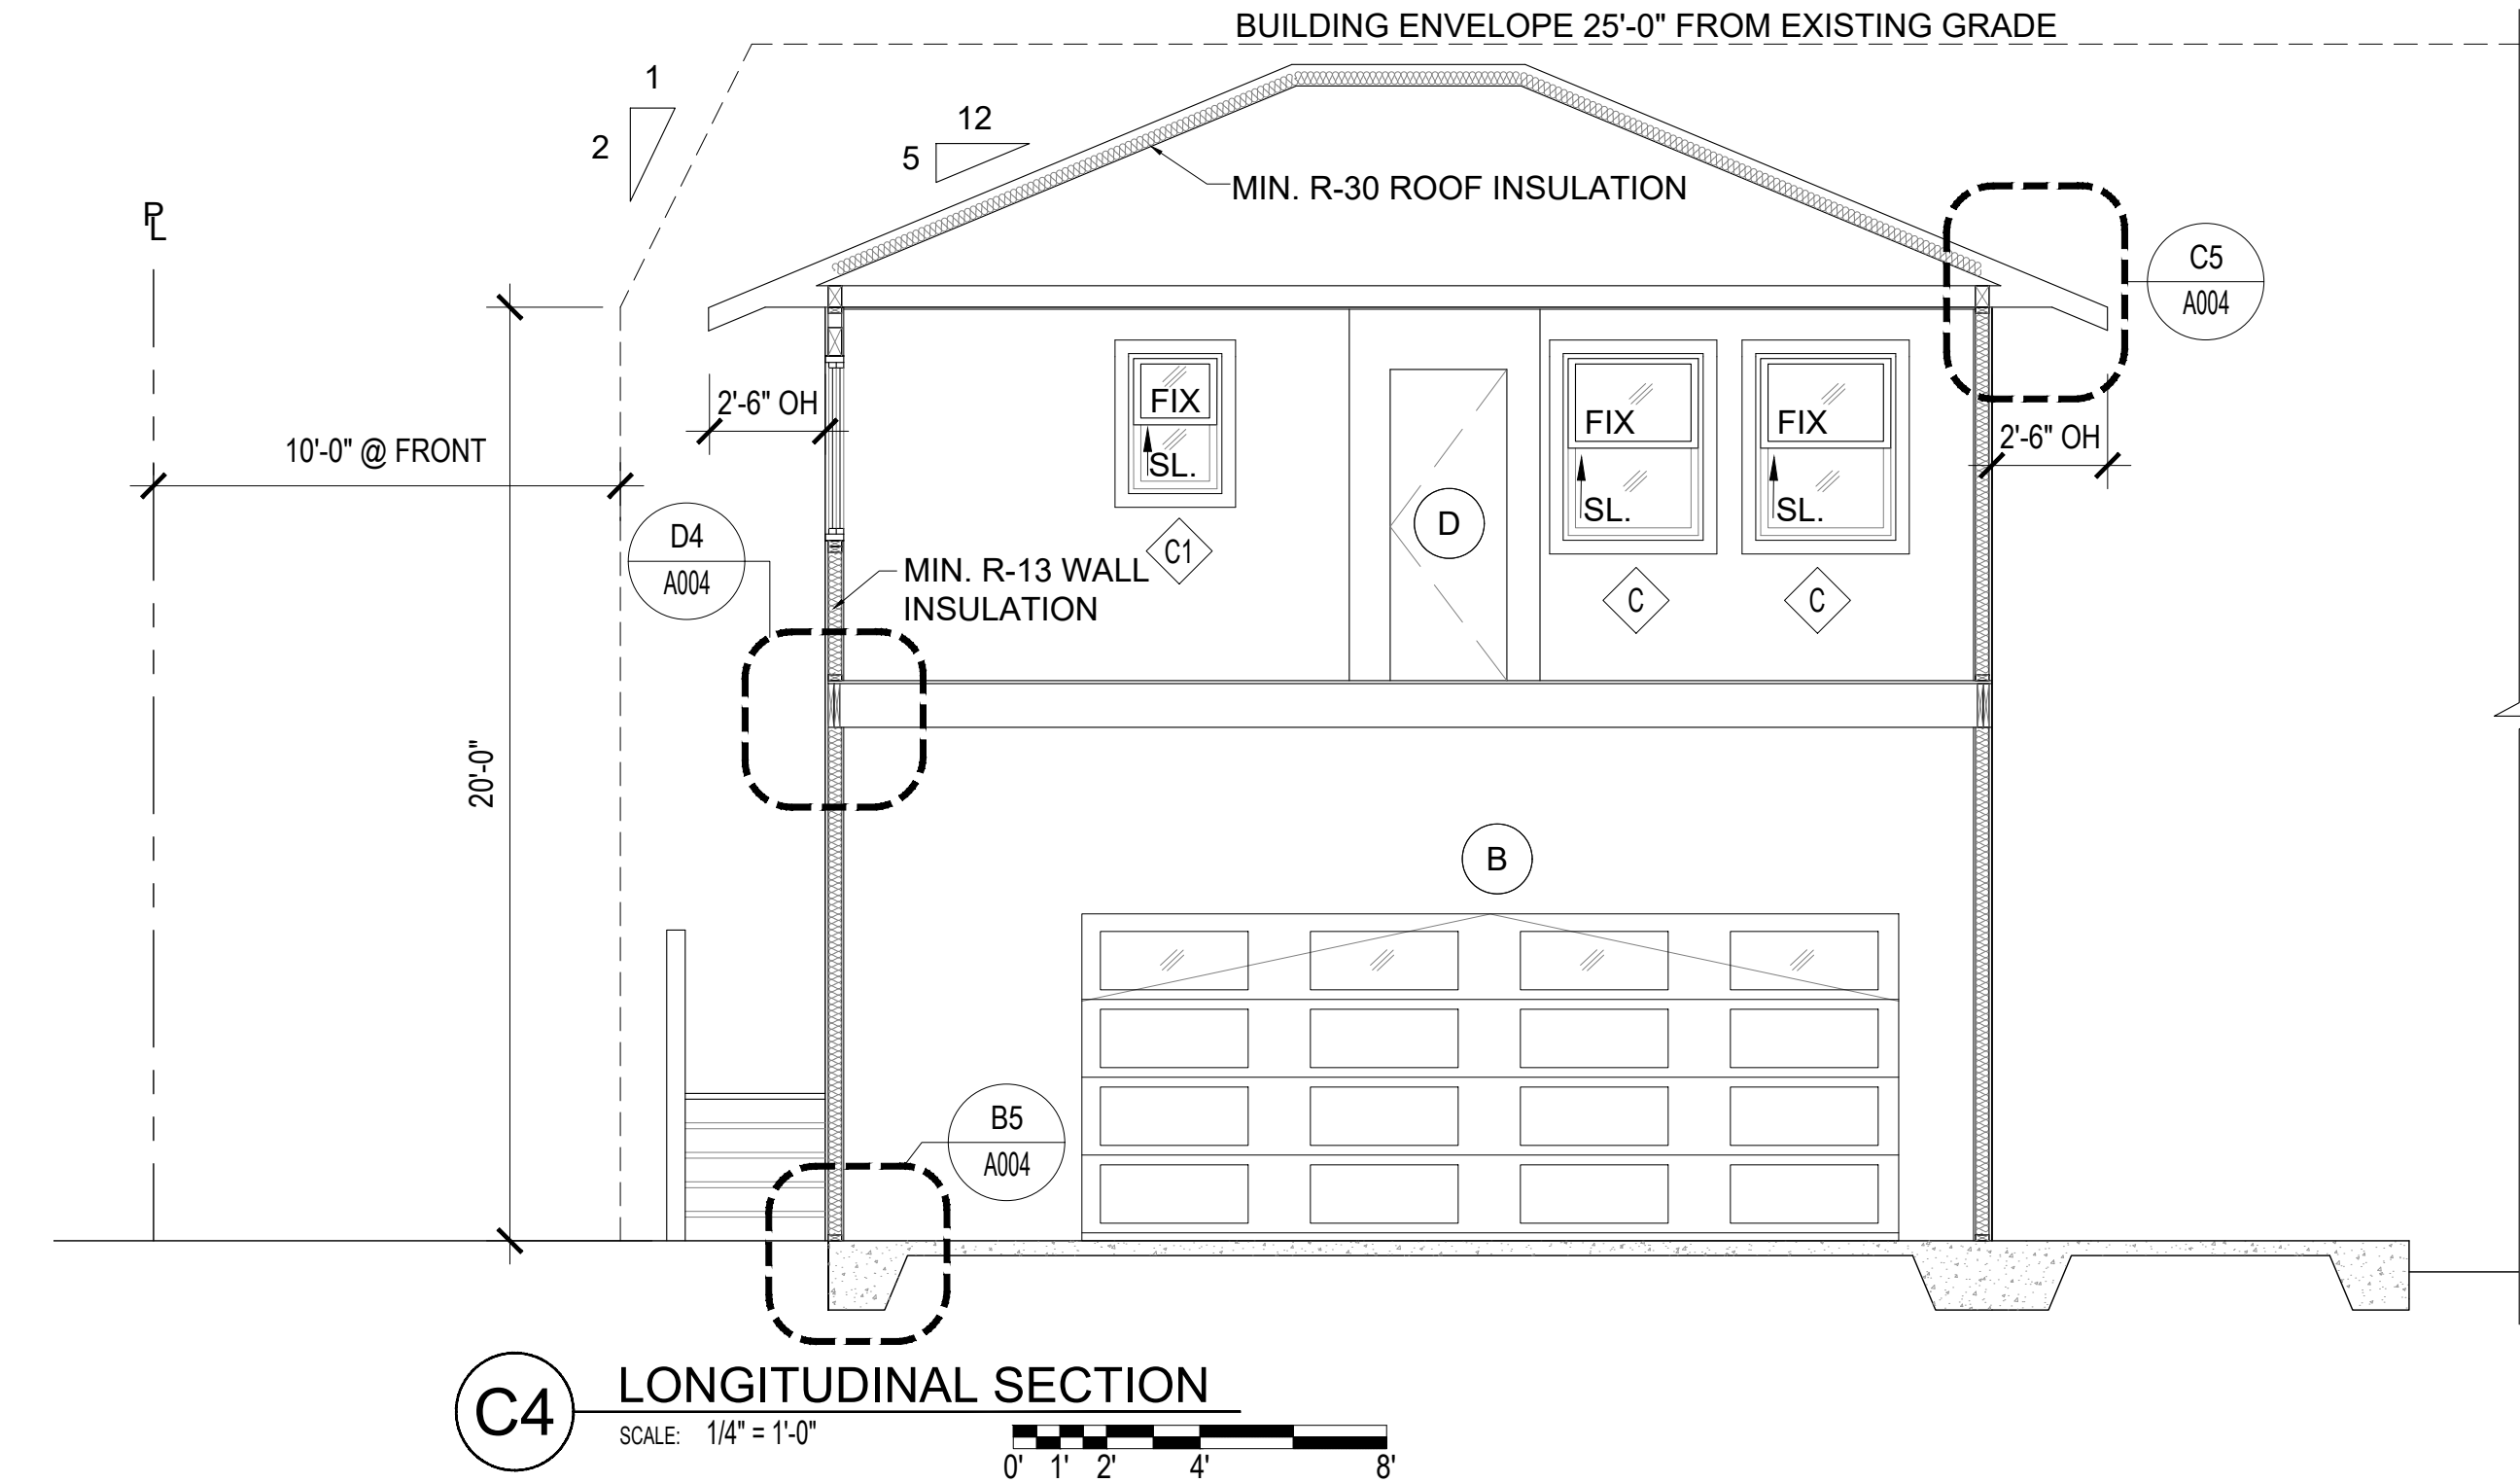 BUILDING ENVELOPE 25'-0" FROM EXISTING GRADE
1
2
12
5
MIN. R-30 ROOF INSULATION
PL
C5
A004
2'-6" OH
10'-0" @ FRONT
FIX
SL.
FIX
SL.
FIX
SL.
2'-6" OH
D4
A004
D
C1
MIN. R-13 WALL
INSULATION
C
C
20'-0"
B
B5
A004
C4
LONGITUDINAL SECTION
SCALE: 1/4" = 1'-0"
0' 1' 2' 4' 8'